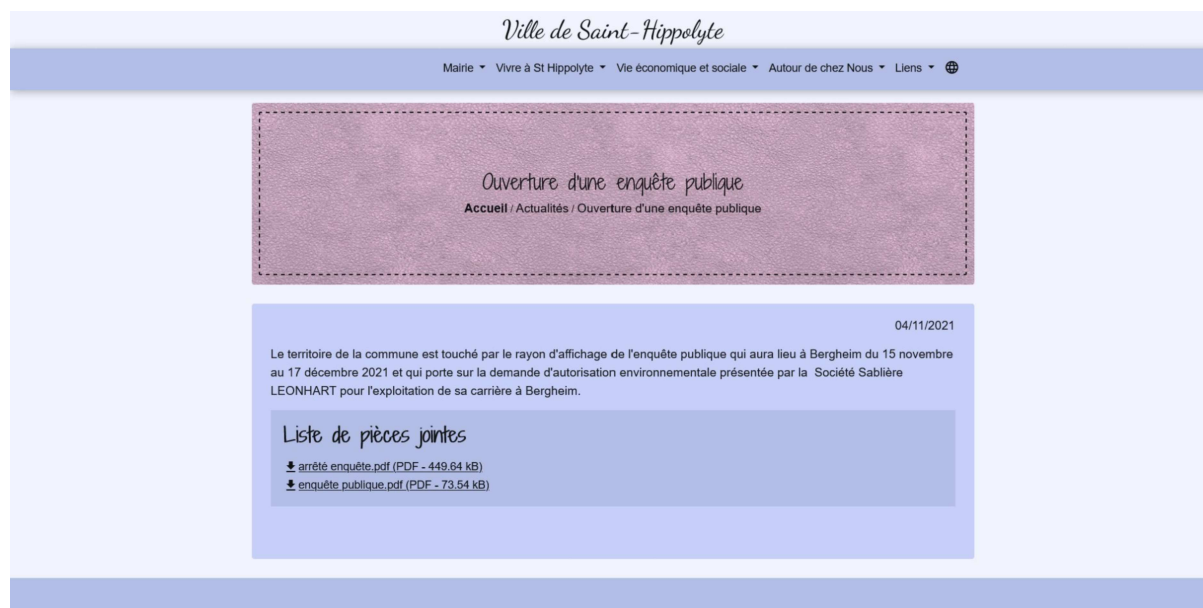 Ville de Saint-Hippolyte
Mairie Vivre à St Hippolyte Vie économique et sociale Autour de chez Nous Liens
Ouverture d'une enquête publique
Accueil / Actualités / Ouverture d'une enquête publique
04/11/2021
Le territoire de la commune est touché par le rayon d'affichage de l'enquête publique qui aura lieu à Bergheim du 15 novembre
au 17 décembre 2021 et qui porte sur la demande d'autorisation environnementale présentée par la Société Sablière
LEONHART pour l'exploitation de sa carrière à Bergheim.
Liste de pièces jointes
arrêté enquête.pdf (PDF - 449.64 kB)
enquête publique.pdf (PDF - 73.54 kB)